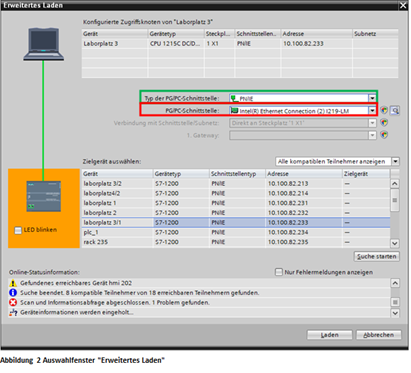 Erweitertes Laden
Konfigurierte Zugriffsknoten von "Laborplatz 3"
Gerät Gerätetyp Steckpl... Schnittstellen... Adresse Subnetz
Laborplatz 3 CPU 1215C DC/D... 1 X1 PN/IE 10.100.82.233
Typ der PG/PC-Schnittstelle: PN/IE
PG/PC-Schnittstelle: Intel(R) Ethernet Connection (2) I219-LM
Verbindung mit Schnittstelle/Subnetz: Direkt an Steckplatz '1 X1'
1. Gateway:
Zielgerät auswählen: Alle kompatiblen Teilnehmer anzeigen
Gerät Gerätetyp Schnittstellentyp Adresse Zielgerät
laborplatz 3/2 S7-1200 PN/IE 10.100.82.234 —
laborplatz4/2 S7-1200 PN/IE 10.100.82.214 —
laborplatz 1 S7-1200 PN/IE 10.100.82.231 —
laborplatz 2 S7-1200 PN/IE 10.100.82.232 —
laborplatz 3/1 S7-1200 PN/IE 10.100.82.233 —
plc_1 S7-1200 PN/IE 10.100.82.223 —
rack 235 S7-1200 PN/IE 10.100.82.235 —
LED blinken
Suche starten
Online-Statusinformation: Nur Fehlermeldungen anzeigen
Gefundenes erreichbares Gerät hmi 202
Suche beendet. 8 kompatible Teilnehmer von 18 erreichbaren Teilnehmern gefunden.
Scan und Informationsabfrage abgeschlossen. 1 Problem gefunden.
Geräteinformationen werden eingeholt...
Laden Abbrechen
Abbildung 2 Auswahlfenster "Erweitertes Laden"